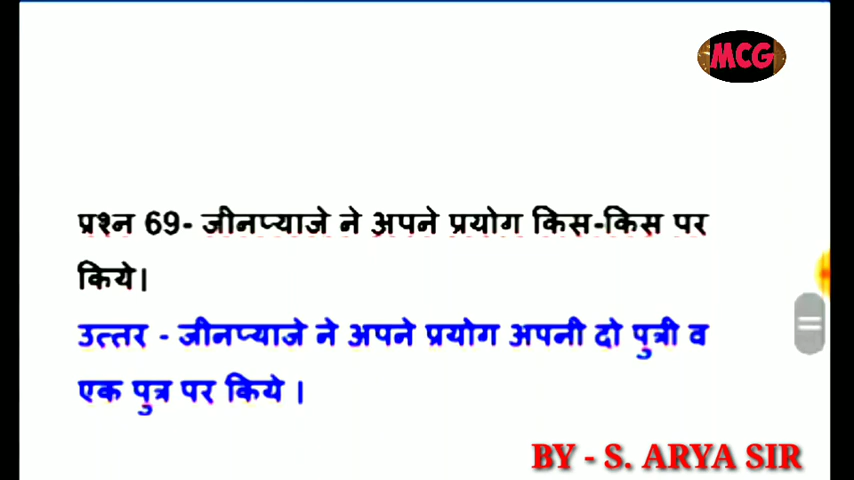 MCG
प्रश्न 69- जीनप्याजे ने अपने प्रयोग किस-किस पर
किये।
उत्तर - जीनप्याजे ने अपने प्रयोग अपनी दो पुत्री व
एक पुत्र पर किये ।
BY - S. ARYA SIR